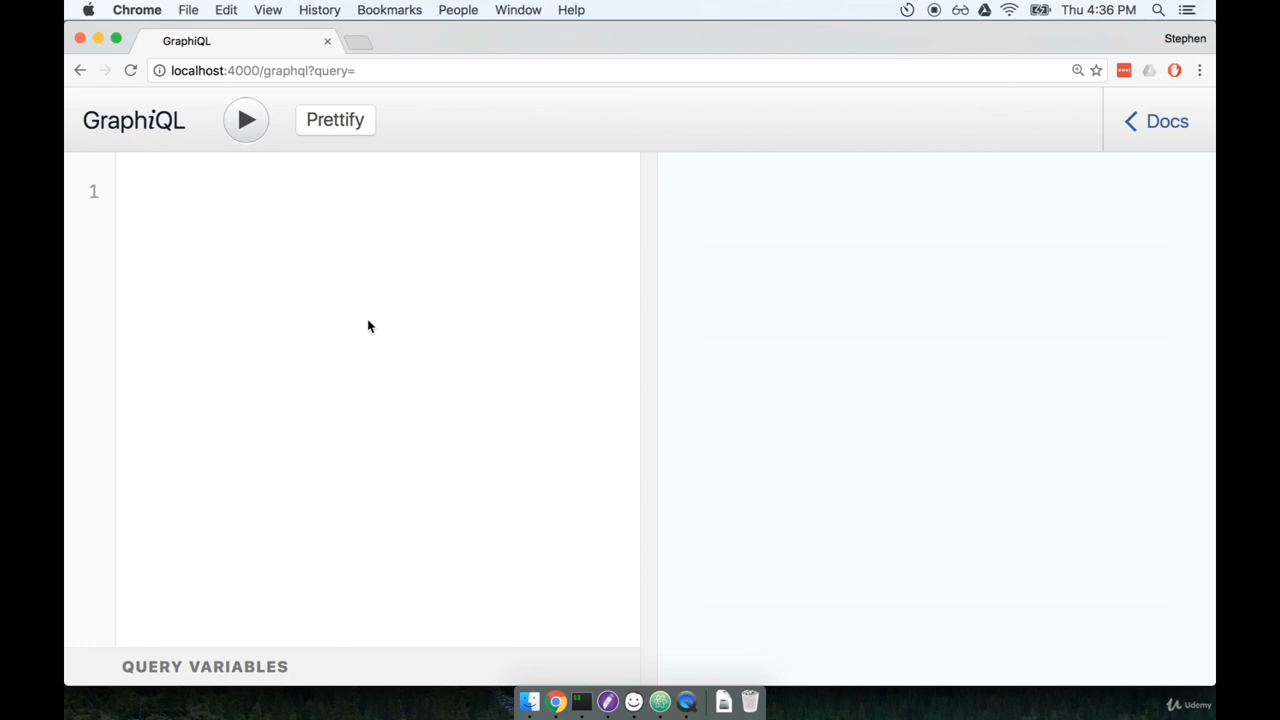 Chrome File Edit View History Bookmarks People Window Help Thu 4:36 PM
GraphiQL Stephen
localhost:4000/graphql?query=
GraphiQL Prettify Docs
1
QUERY VARIABLES
Udemy